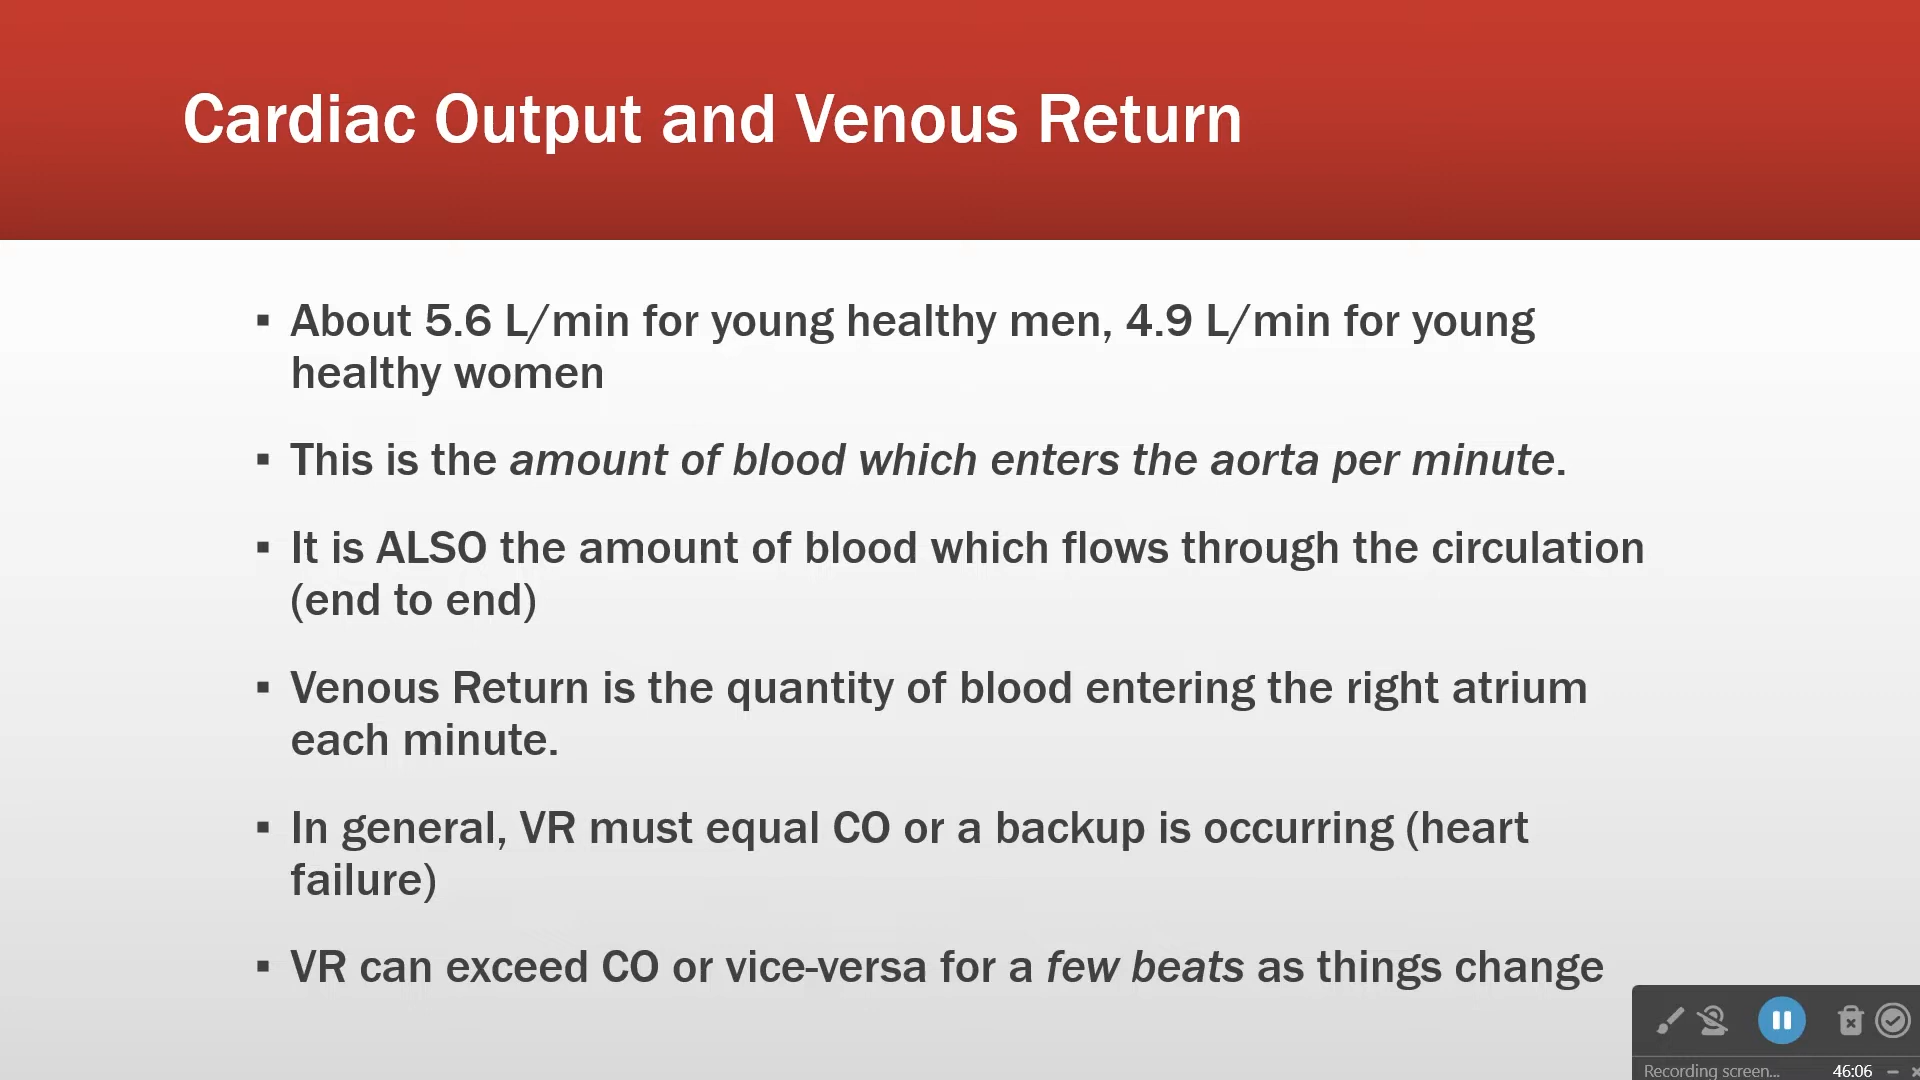 Cardiac Output and Venous Return
▪ About 5.6 L/min for young healthy men, 4.9 L/min for young
healthy women
▪ This is the amount of blood which enters the aorta per minute.
▪ It is ALSO the amount of blood which flows through the circulation
(end to end)
▪ Venous Return is the quantity of blood entering the right atrium
each minute.
▪ In general, VR must equal CO or a backup is occurring (heart
failure)
▪ VR can exceed CO or vice-versa for a few beats as things change
Recording screen... 46:06